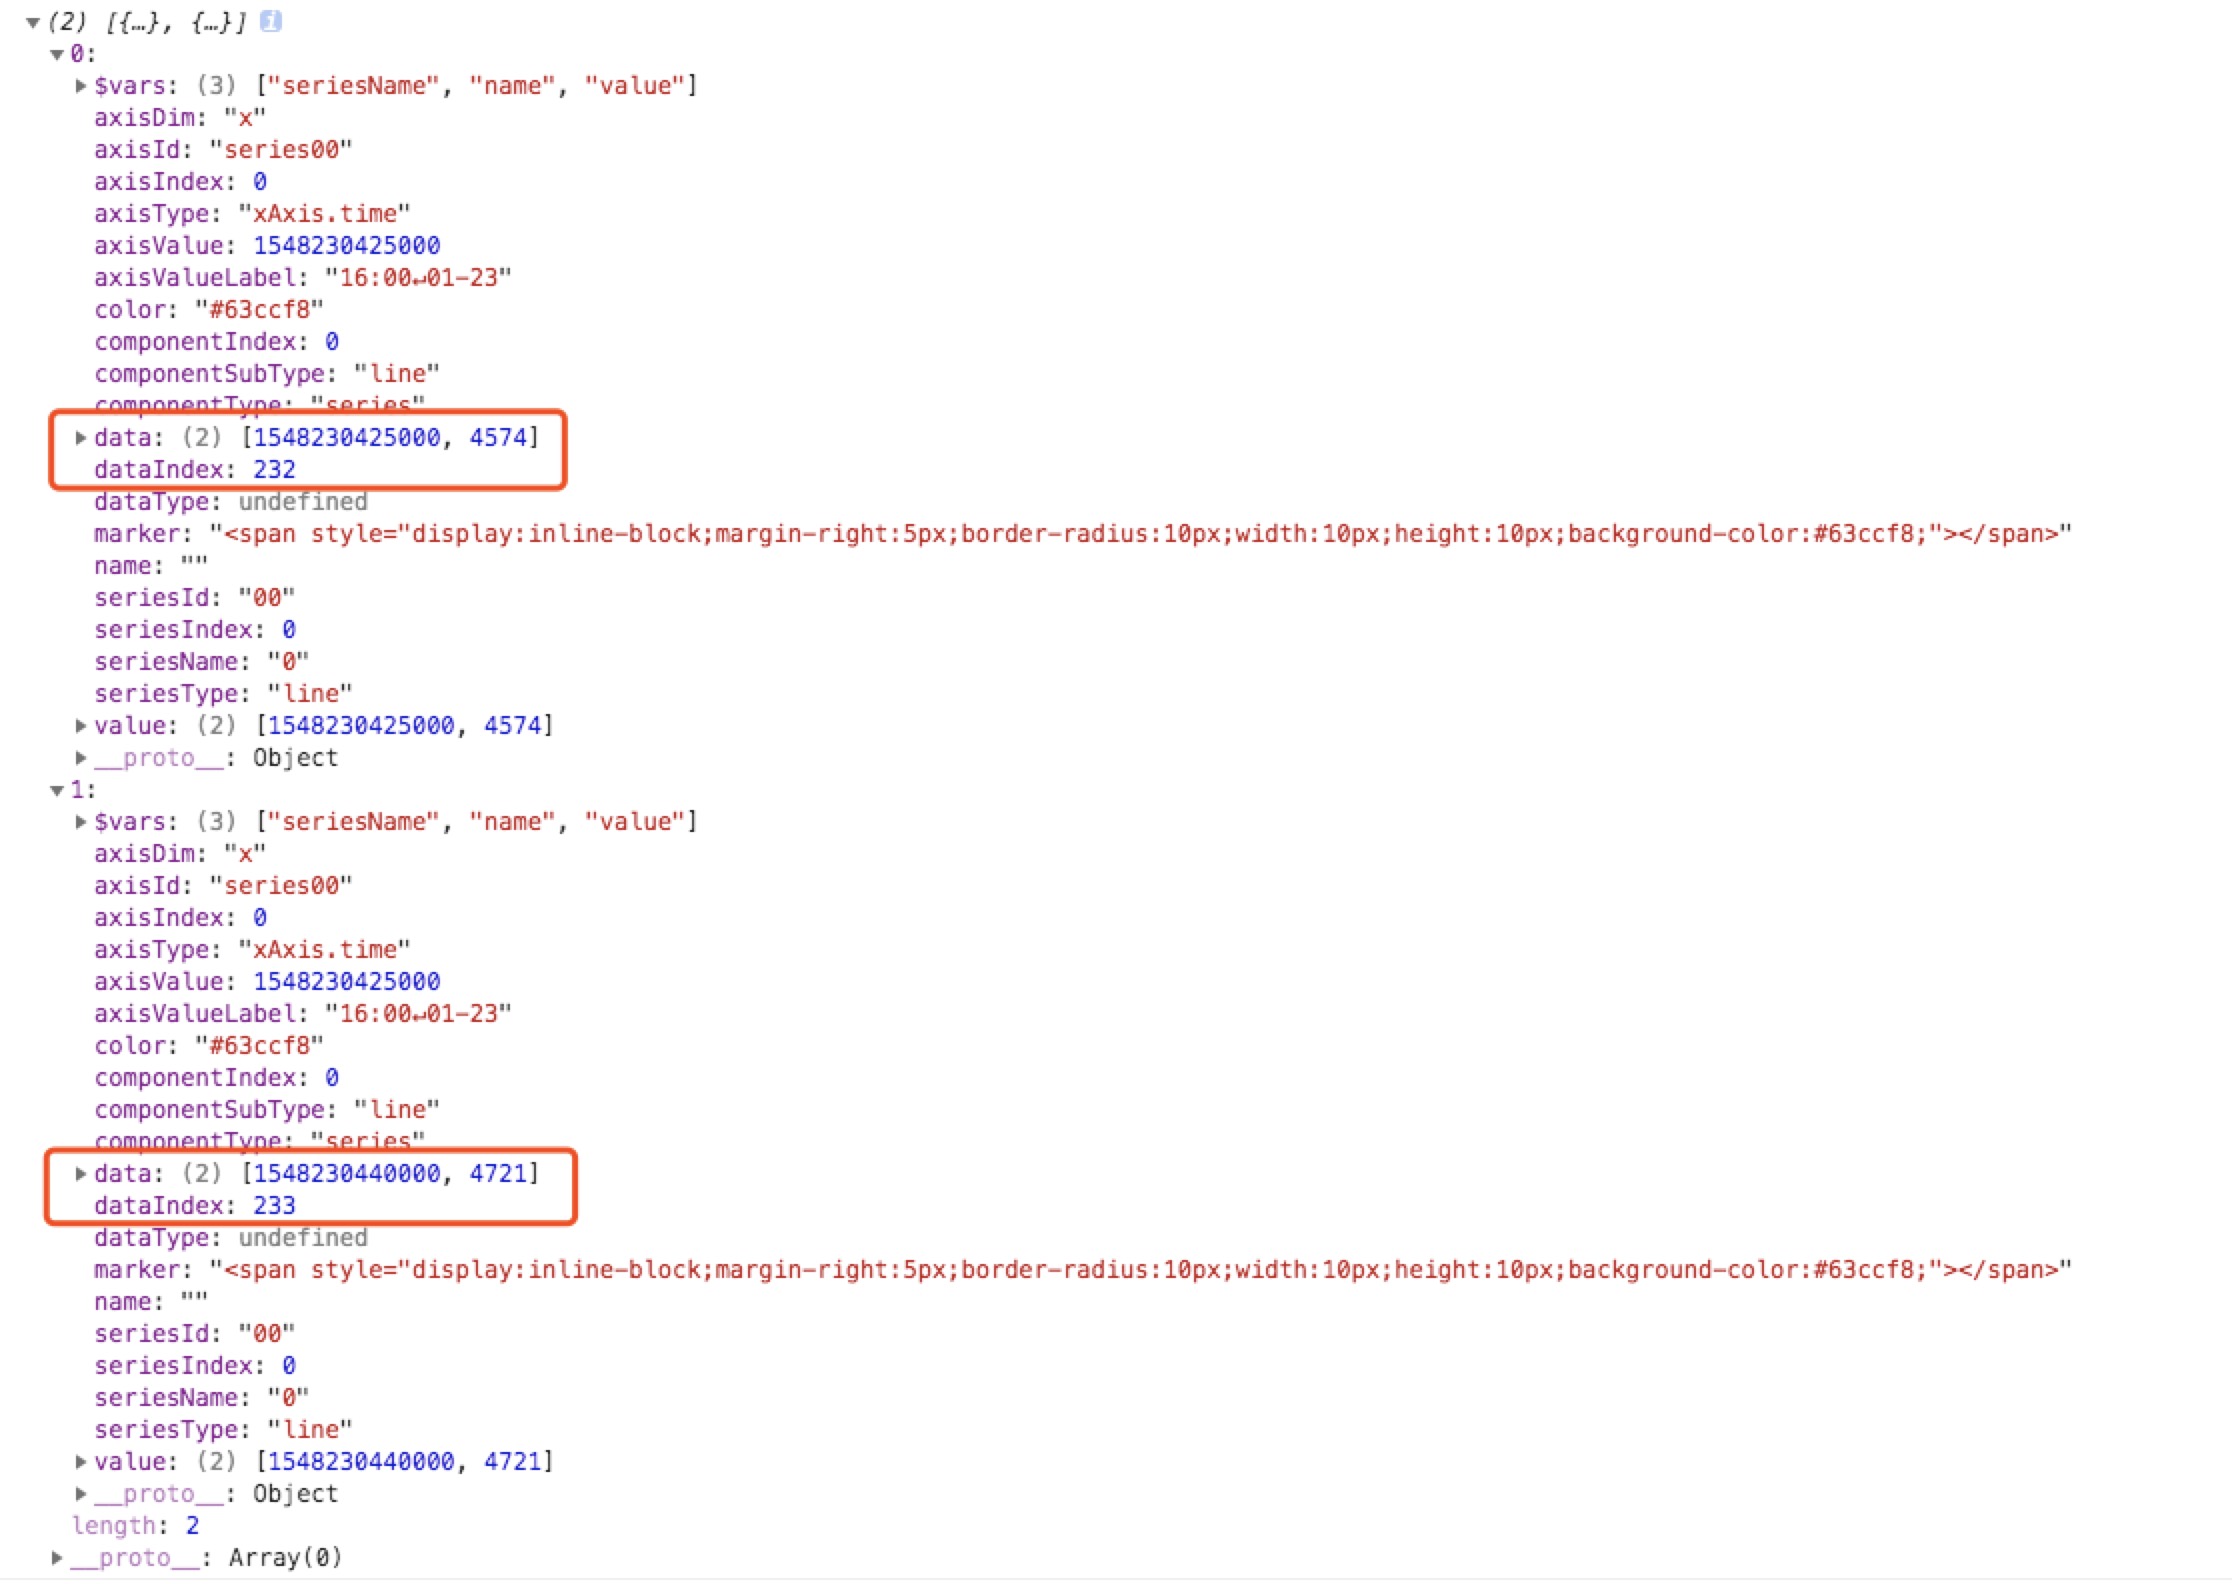 (2) [{…}, {…}] i
0:
$vars: (3) ["seriesName", "name", "value"]
axisDim: "x"
axisId: "series00"
axisIndex: 0
axisType: "xAxis.time"
axisValue: 1548230425000
axisValueLabel: "16:00↵01-23"
color: "#63ccf8"
componentIndex: 0
componentSubType: "line"
componentType: "series"
data: (2) [1548230425000, 4574]
dataIndex: 232
dataType: undefined
marker: "<span style="display:inline-block;margin-right:5px;border-radius:10px;width:10px;height:10px;background-color:#63ccf8;"></span>"
name: ""
seriesId: "00"
seriesIndex: 0
seriesName: "0"
seriesType: "line"
value: (2) [1548230425000, 4574]
__proto__: Object
1:
$vars: (3) ["seriesName", "name", "value"]
axisDim: "x"
axisId: "series00"
axisIndex: 0
axisType: "xAxis.time"
axisValue: 1548230425000
axisValueLabel: "16:00↵01-23"
color: "#63ccf8"
componentIndex: 0
componentSubType: "line"
componentType: "series"
data: (2) [1548230440000, 4721]
dataIndex: 233
dataType: undefined
marker: "<span style="display:inline-block;margin-right:5px;border-radius:10px;width:10px;height:10px;background-color:#63ccf8;"></span>"
name: ""
seriesId: "00"
seriesIndex: 0
seriesName: "0"
seriesType: "line"
value: (2) [1548230440000, 4721]
__proto__: Object
length: 2
__proto__: Array(0)